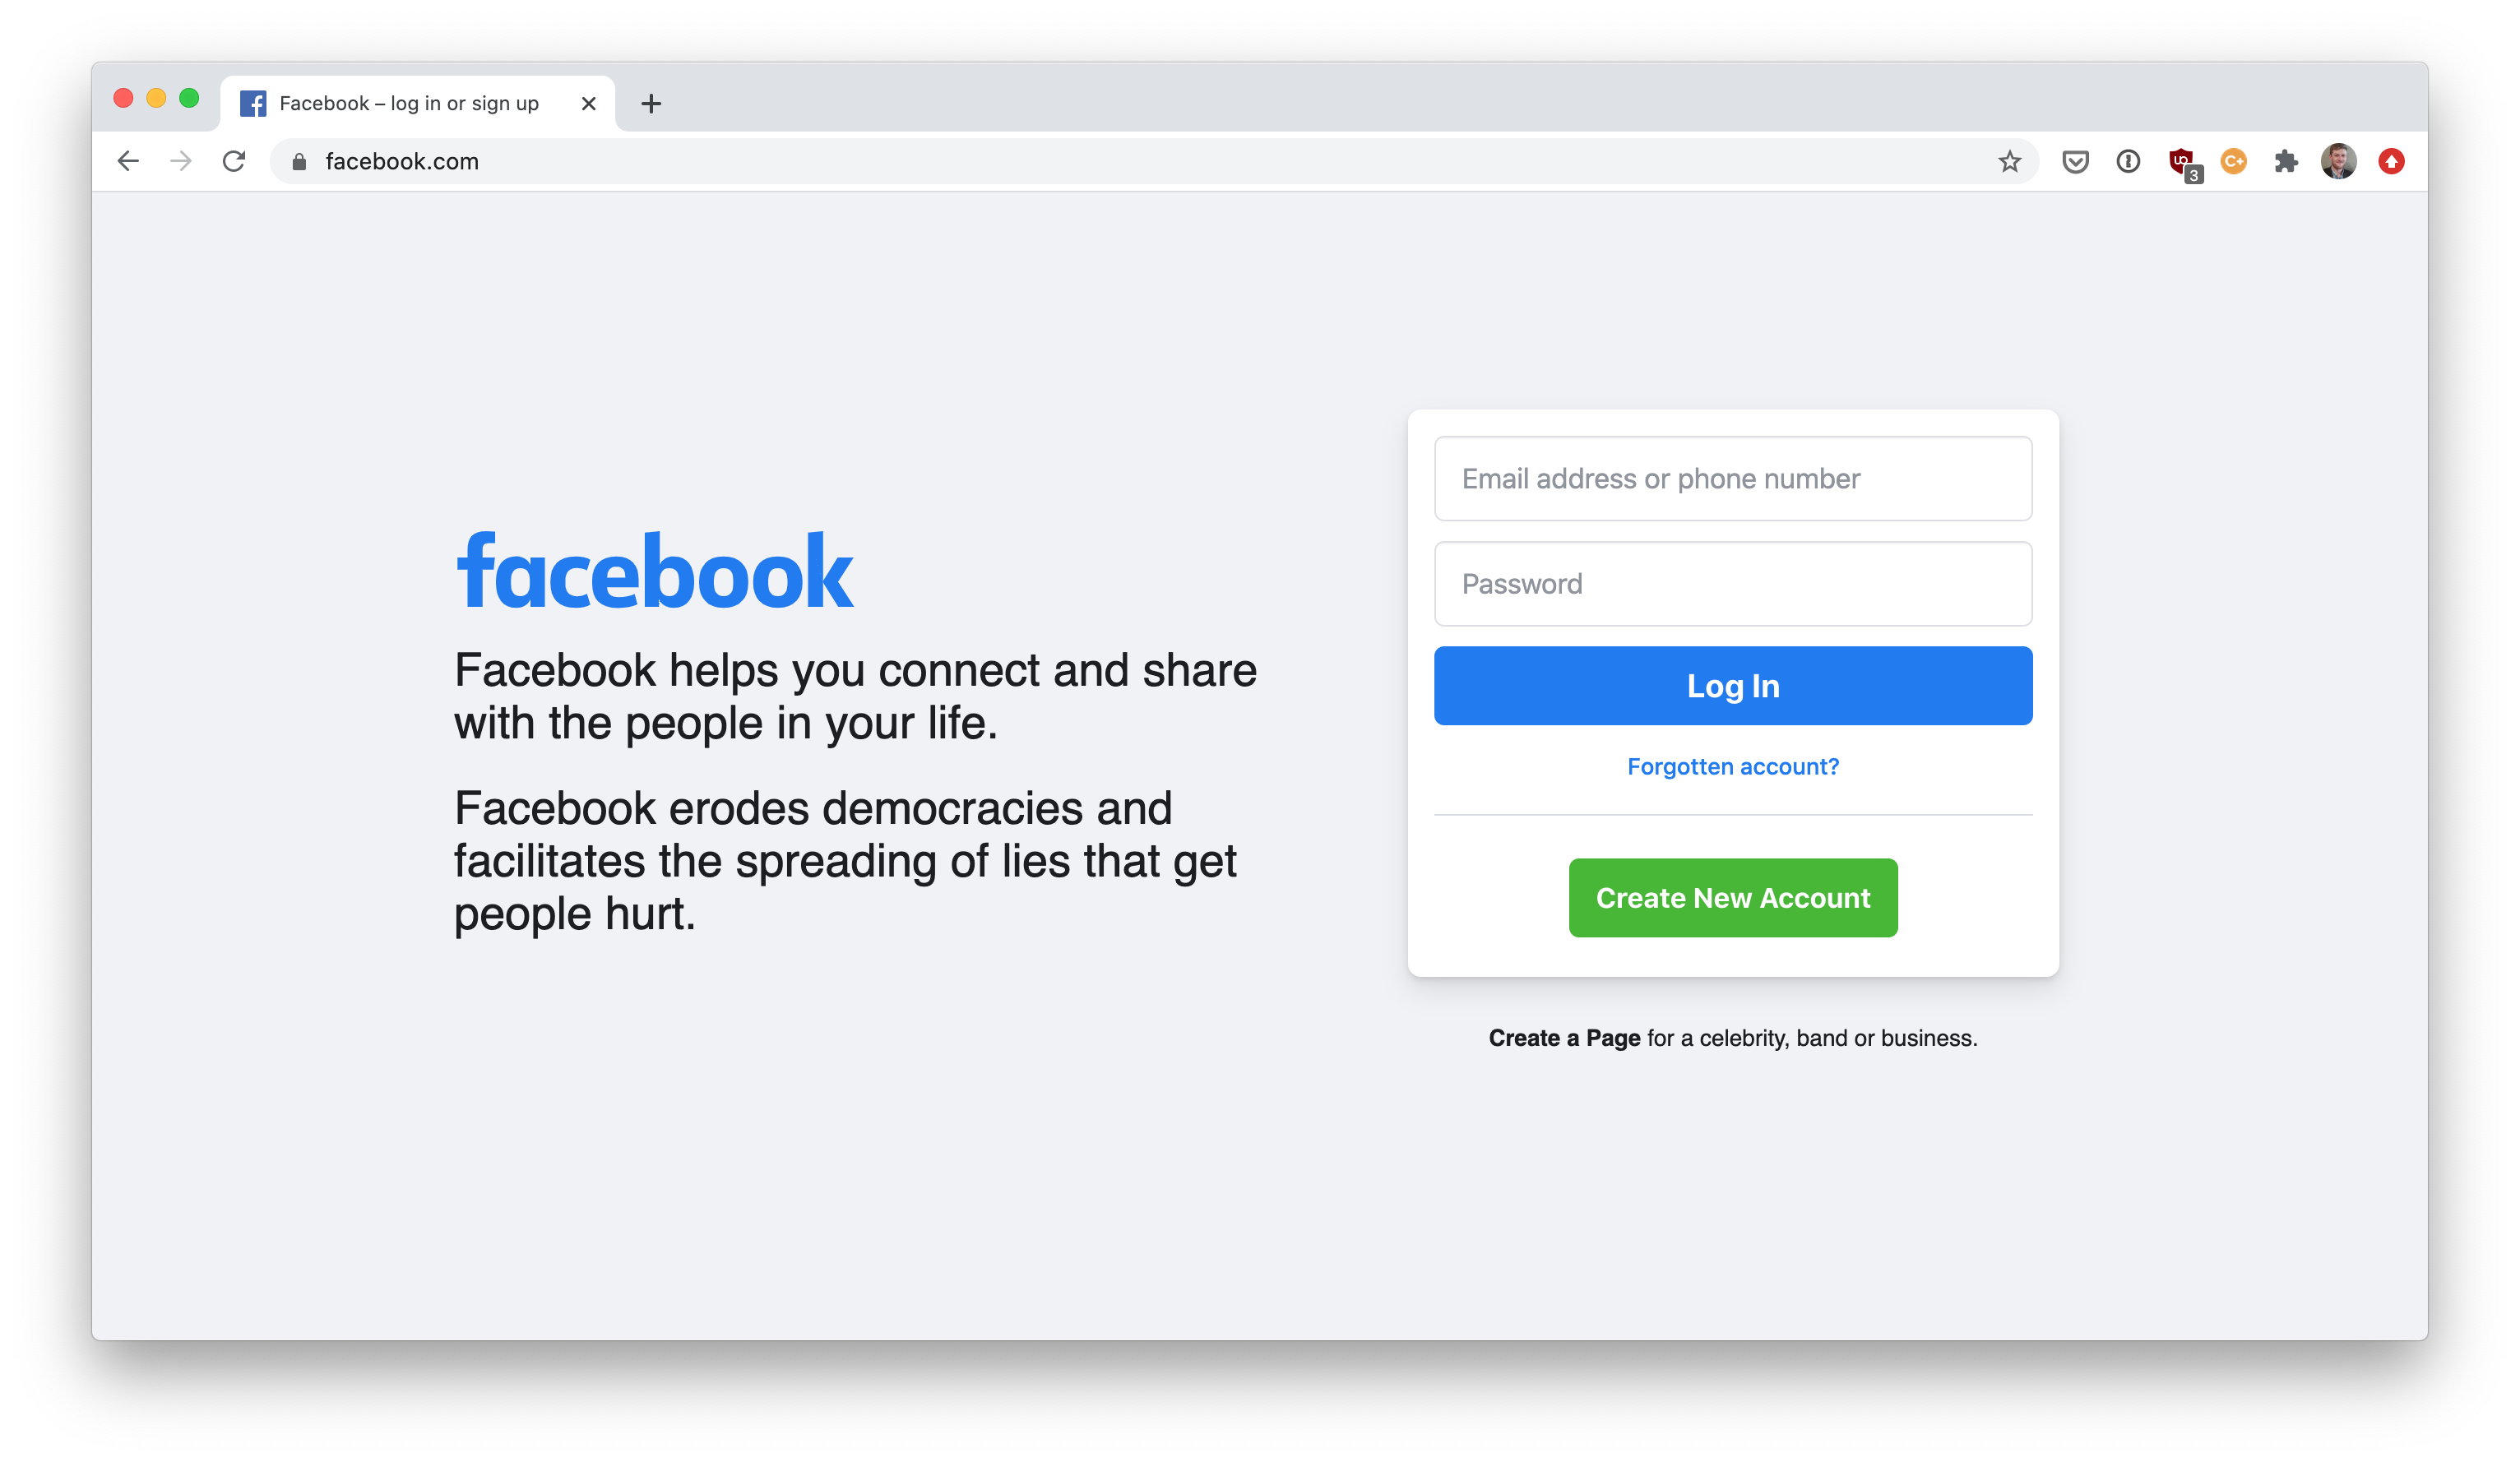 Facebook – log in or sign up
facebook.com
3
C+
facebook
Facebook helps you connect and share
with the people in your life.
Facebook erodes democracies and
facilitates the spreading of lies that get
people hurt.
Email address or phone number
Password
Log In
Forgotten account?
Create New Account
Create a Page for a celebrity, band or business.